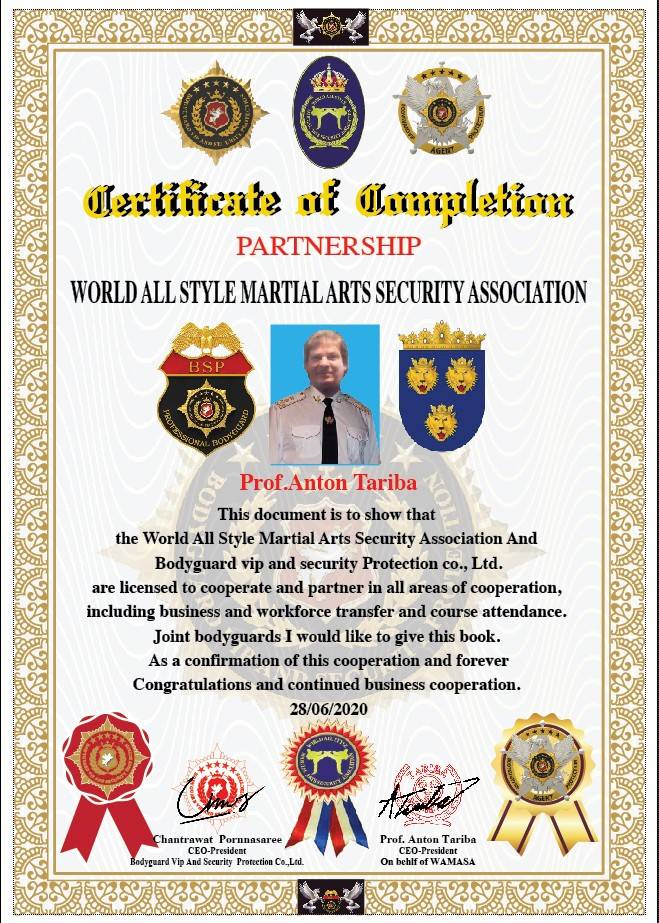 Certificate of Completion
PARTNERSHIP
WORLD ALL STYLE MARTIAL ARTS SECURITY ASSOCIATION
BSP
PROFESSIONAL BODYGUARD
Prof.Anton Tariba
This document is to show that
the World All Style Martial Arts Security Association And
Bodyguard vip and security Protection co., Ltd.
are licensed to cooperate and partner in all areas of cooperation,
including business and workforce transfer and course attendance.
Joint bodyguards I would like to give this book.
As a confirmation of this cooperation and forever
Congratulations and continued business cooperation.
28/06/2020
AGENT
Chantrawat Pornnasaree
CEO-President
Bodyguard Vip And Security Protection Co.,Ltd.
Prof. Anton Tariba
CEO-President
On behlf of WAMASA
AGENT